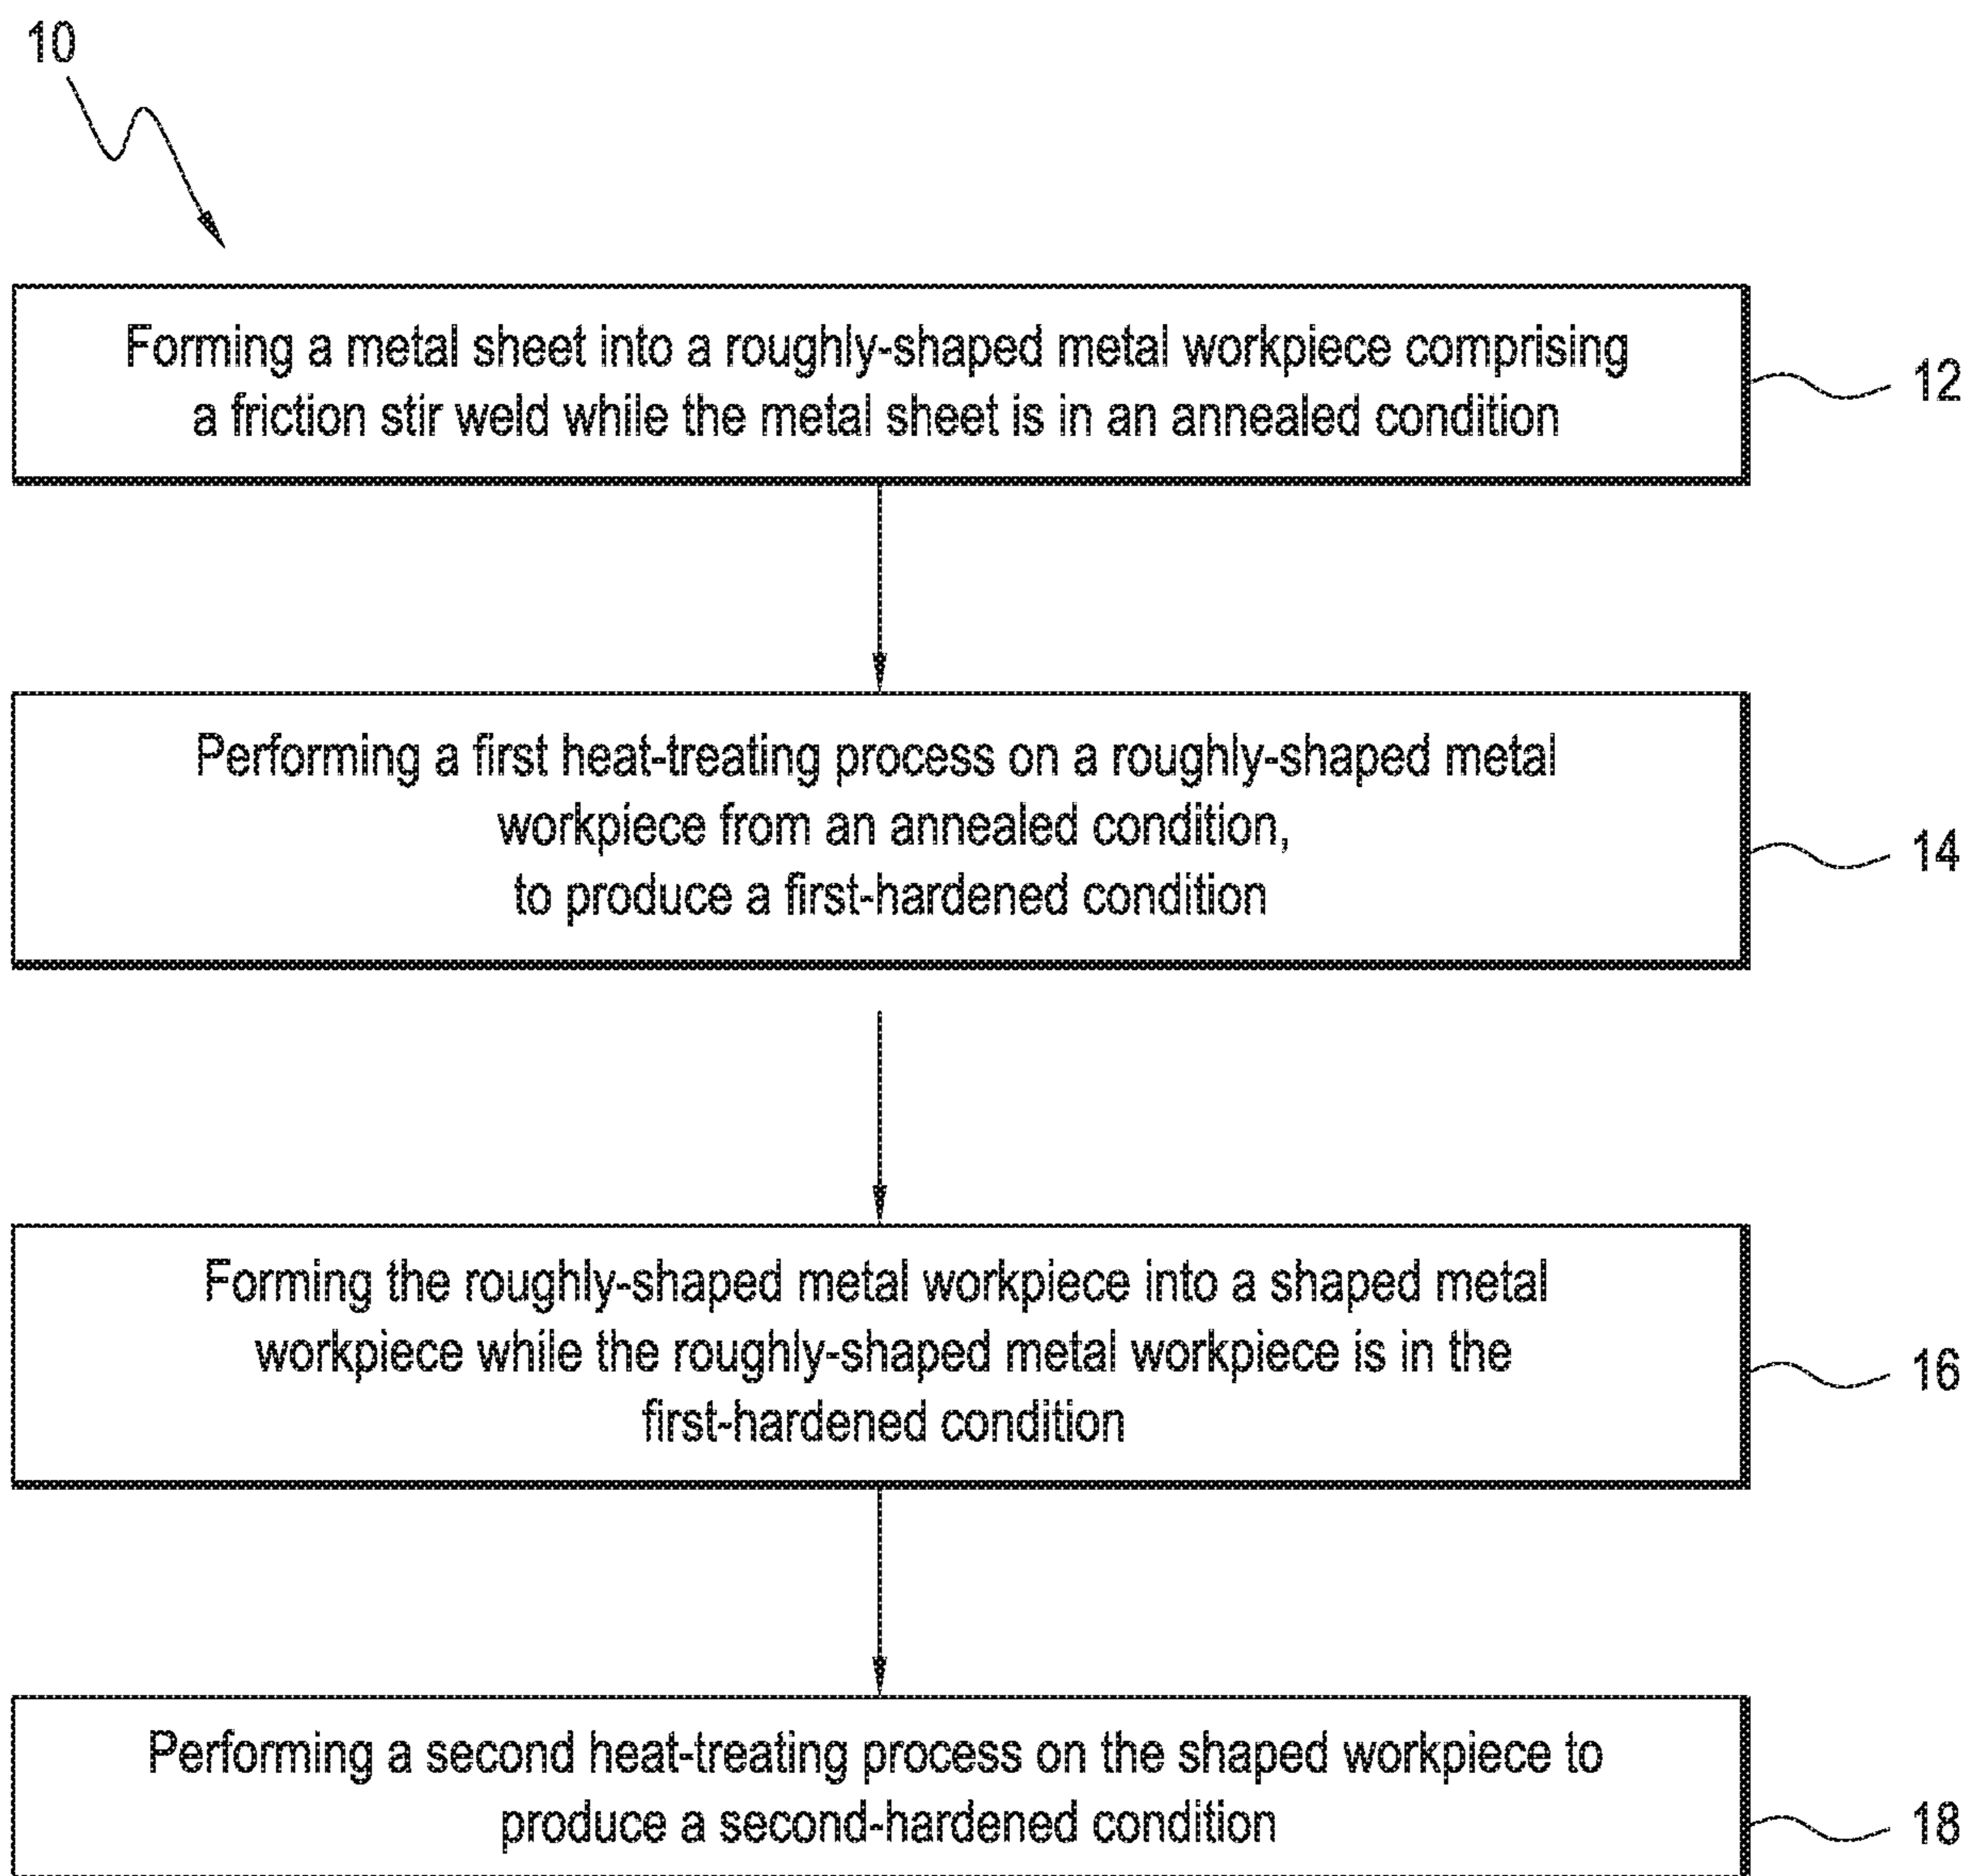 10
Forming a metal sheet into a roughly-shaped metal workpiece comprising
a friction stir weld while the metal sheet is in an annealed condition
12
Performing a first heat-treating process on a roughly-shaped metal
workpiece from an annealed condition,
to produce a first-hardened condition
14
Forming the roughly-shaped metal workpiece into a shaped metal
workpiece while the roughly-shaped metal workpiece is in the
first-hardened condition
16
Performing a second heat-treating process on the shaped workpiece to
produce a second-hardened condition
18